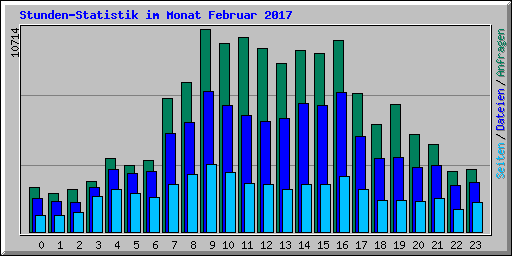 Stunden-Statistik im Monat Februar 2017
10714
Seiten / Dateien / Anfragen
0 1 2 3 4 5 6 7 8 9 10 11 12 13 14 15 16 17 18 19 20 21 22 23